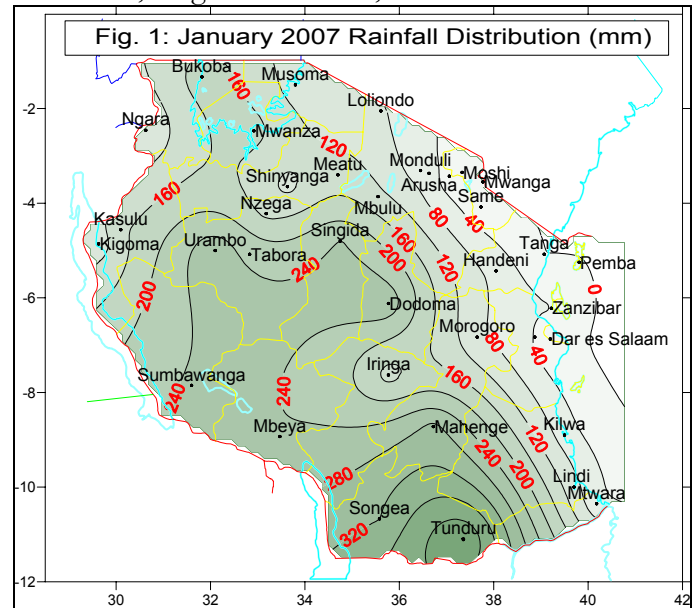 Fig. 1: January 2007 Rainfall Distribution (mm)
Bukoba
160
Musoma
-2
Loliondo
Ngara
Mwanza
120
Meatu
Monduli
Moshi
Shinyanga
Arusha
Mwanga
160
Nzega
Mbulu
Same
80
40
-4
Kasulu
Singida
160
Kigoma
Urambo
Tabora
240
200
120
Handeni
Tanga
Pemba
200
0
-6
Dodoma
Zanzibar
Morogoro
80
40
Dar es Salaam
Iringa
160
Sumbawanga
240
240
-8
Mbeya
Mahenge
120
Kilwa
240
280
200
-10
Lindi
Mtwara
Songea
320
Tunduru
-12
30
32
34
36
38
40
42